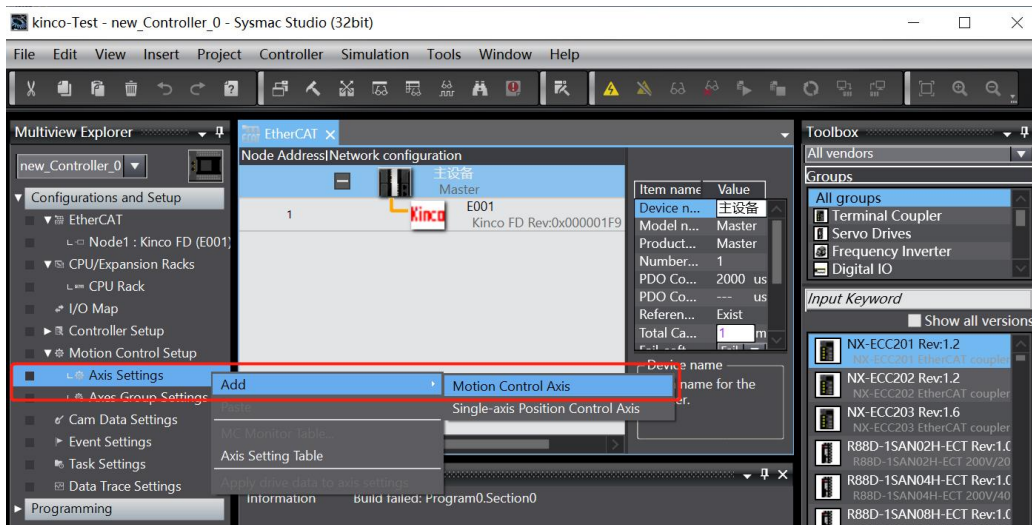 kinco-Test - new_Controller_0 - Sysmac Studio (32bit)
File Edit View Insert Project Controller Simulation Tools Window Help
Multiview Explorer
new_Controller_0
Configurations and Setup
EtherCAT
Node1 : Kinco FD (E001)
CPU/Expansion Racks
CPU Rack
I/O Map
Controller Setup
Motion Control Setup
Axis Settings
Axes Group Settings
Cam Data Settings
Event Settings
Task Settings
Data Trace Settings
Programming
Add
Paste
MC Monitor Table..
Axis Setting Table
Apply drive data to axis settings
Motion Control Axis
Single-axis Position Control Axis
EtherCAT
Node Address|Network configuration
主设备
Master
1
Kinco
E001
Kinco FD Rev:0x000001F9
Item name Value
Device n... 主设备
Model n... Master
Product... Master
Number... 1
PDO Co... 2000 us
PDO Co... --- us
Referen... Exist
Total Ca... 1 m
Device name
name for the
er.
Information Build failed: Program0.Section0
Toolbox
All vendors
Groups
All groups
Terminal Coupler
Servo Drives
Frequency Inverter
Digital IO
Input Keyword
Show all versions
NX-ECC201 Rev:1.2
NX-ECC201 EtherCAT coupler
NX-ECC202 Rev:1.2
NX-ECC202 EtherCAT coupler
NX-ECC203 Rev:1.6
NX-ECC203 EtherCAT coupler
R88D-1SAN02H-ECT Rev:1.0
R88D-1SAN02H-ECT 200V/20
R88D-1SAN04H-ECT Rev:1.0
R88D-1SAN04H-ECT 200V/40
R88D-1SAN08H-ECT Rev:1.0